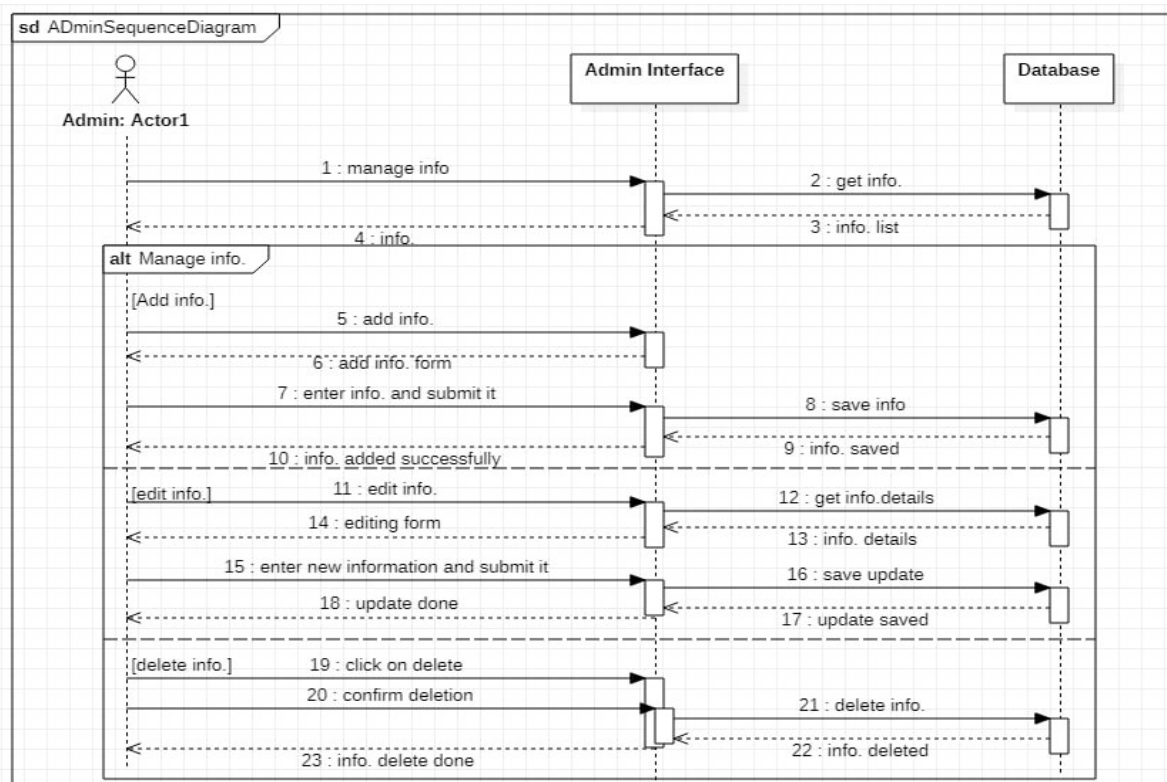 sd ADminSequenceDiagram
Admin Interface
Database
Admin: Actor1
1 : manage info
2 : get info.
3 : info. list
4 : info.
alt Manage info.
[Add info.]
5 : add info.
6 : add info. form
7 : enter info. and submit it
8 : save info
9 : info. saved
10 : info. added successfully
[edit info.]
11 : edit info.
12 : get info.details
13 : info. details
14 : editing form
15 : enter new information and submit it
16 : save update
17 : update saved
18 : update done
[delete info.]
19 : click on delete
20 : confirm deletion
21 : delete info.
22 : info. deleted
23 : info. delete done